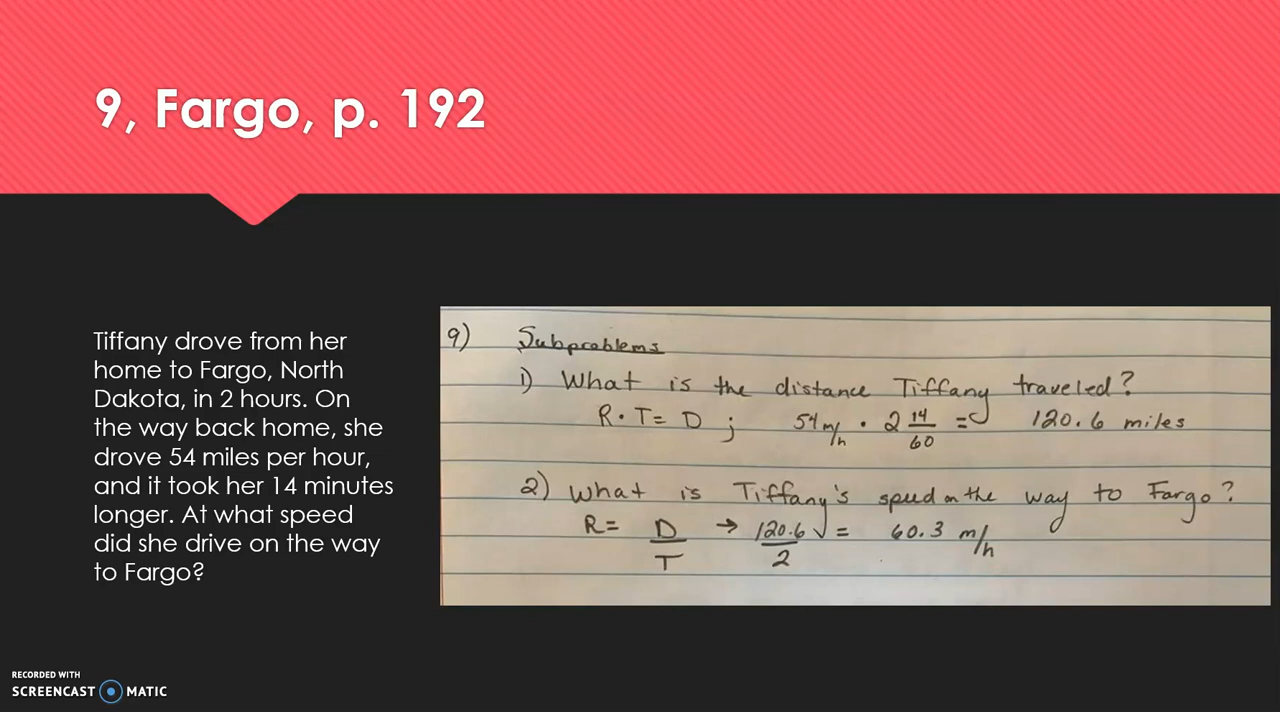 9, Fargo, p. 192
Tiffany drove from her
home to Fargo, North
Dakota, in 2 hours. On
the way back home, she
drove 54 miles per hour,
and it took her 14 minutes
longer. At what speed
did she drive on the way
to Fargo?
9) Subproblems
1) What is the distance Tiffany traveled?
R · T = D ; 54 m/h · 2 14/60 = 120.6 miles
2) What is Tiffany's speed on the way to Fargo?
R = D/T → 120.6/2 = 60.3 m/h
RECORDED WITH
SCREENCAST MATIC